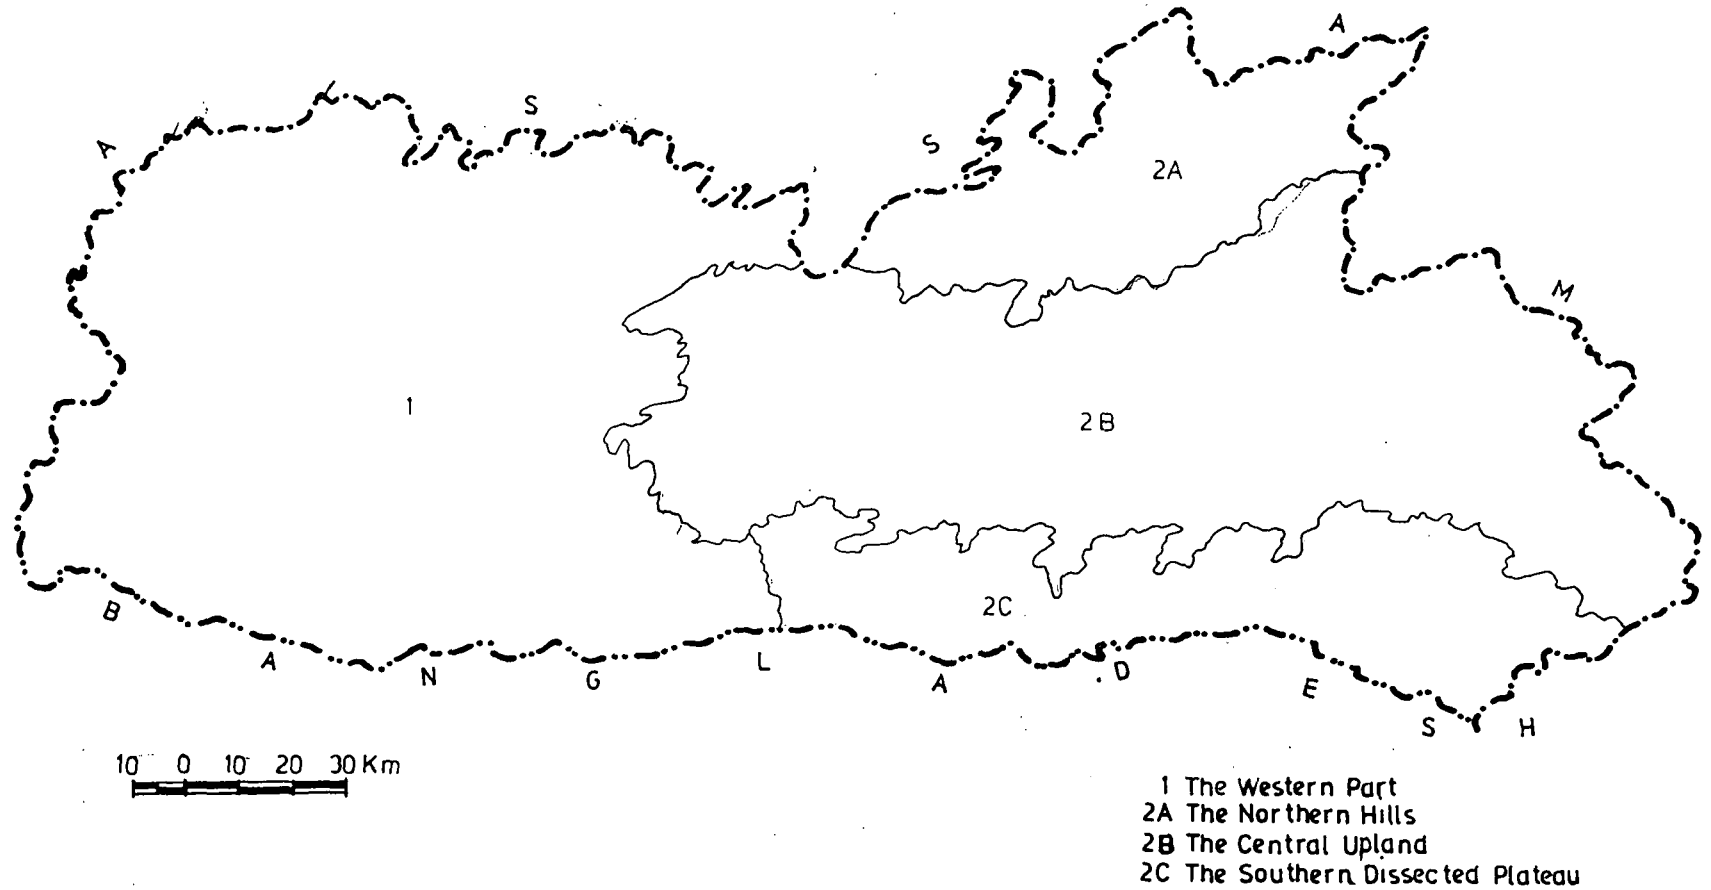 A S S A M
2A
1
2B
2C
B A N G L A D E S H
10 0 10 20 30 Km
1 The Western Part
2A The Northern Hills
2B The Central Upland
2C The Southern Dissected Plateau